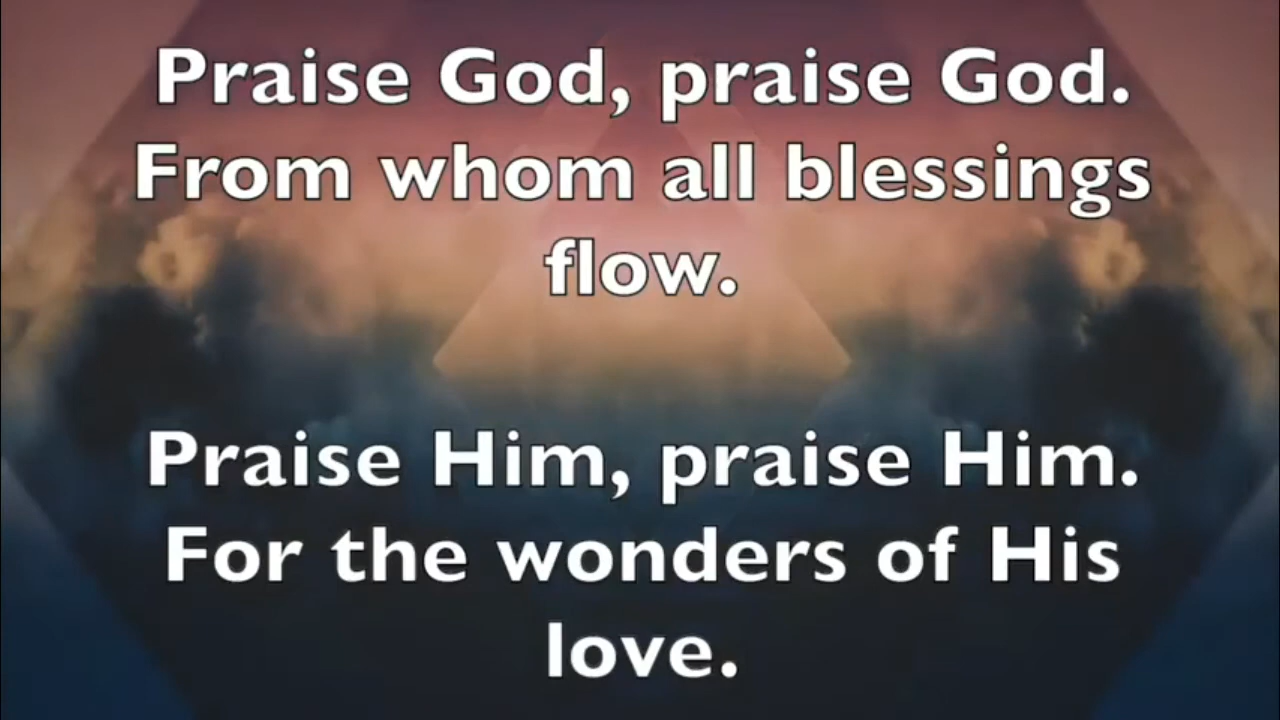 Praise God, praise God.
From whom all blessings
flow.
Praise Him, praise Him.
For the wonders of His
love.